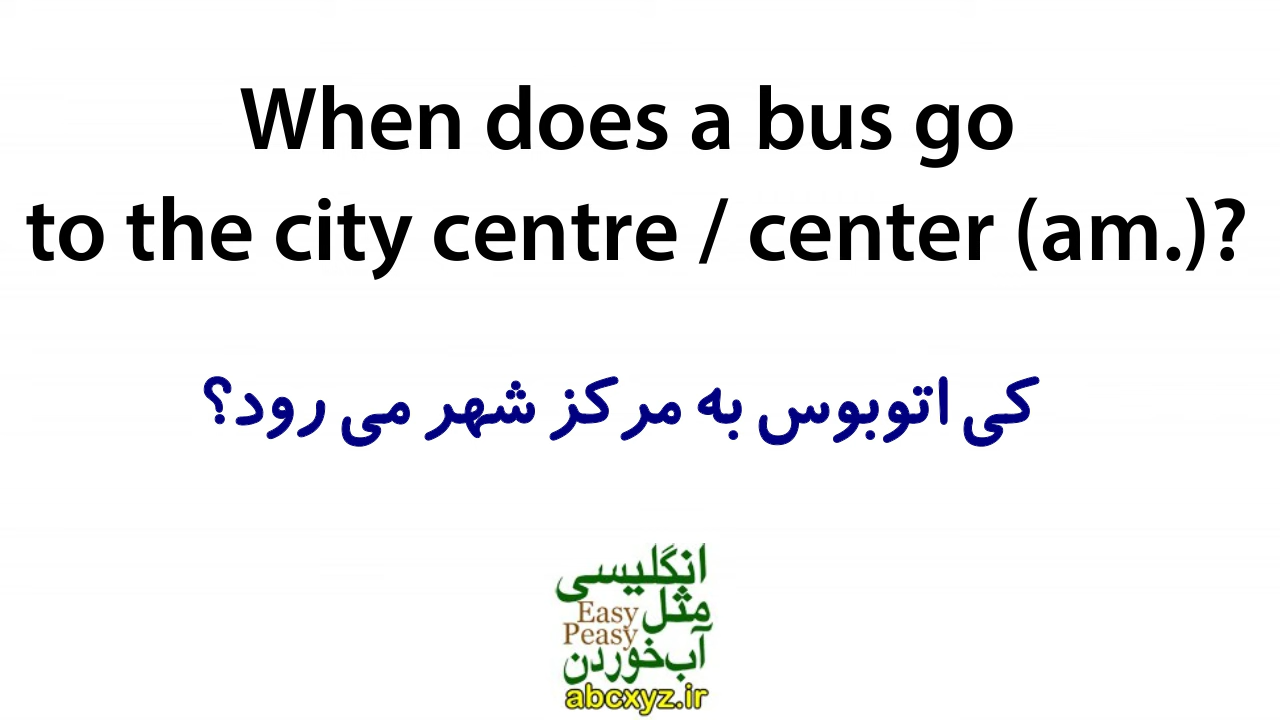 When does a bus go
to the city centre / center (am.)?
کی اتوبوس به مرکز شهر می رود؟
انگلیسی
مثل
Easy
Peasy
آب‌خوردن
abcxyz.ir